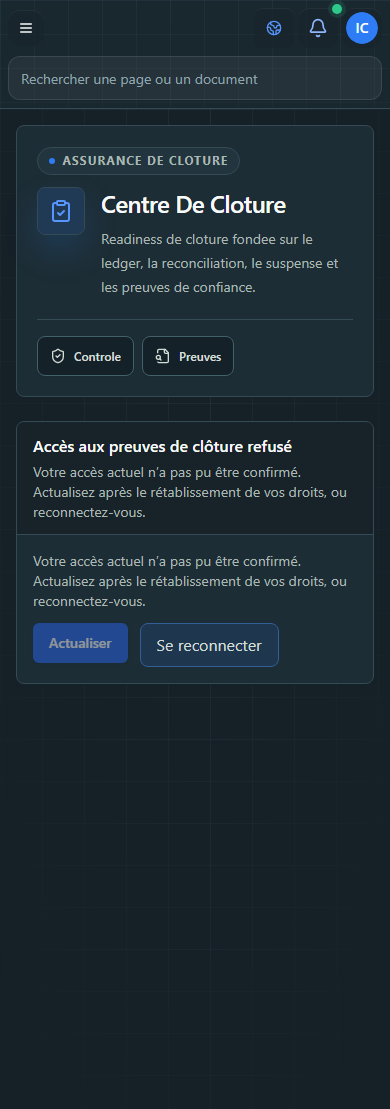 IC
Rechercher une page ou un document
ASSURANCE DE CLOTURE
Centre De Cloture
Readiness de cloture fondee sur le
ledger, la reconciliation, le suspense et
les preuves de confiance.
Controle
Preuves
Accès aux preuves de clôture refusé
Votre accès actuel n’a pas pu être confirmé.
Actualisez après le rétablissement de vos droits, ou
reconnectez-vous.
Votre accès actuel n’a pas pu être confirmé.
Actualisez après le rétablissement de vos droits, ou
reconnectez-vous.
Actualiser
Se reconnecter